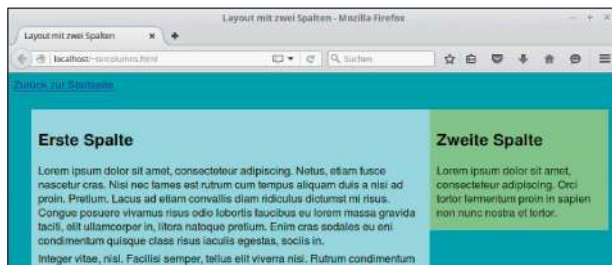 Layout mit zwei Spalten - Mozilla Firefox
Layout mit zwei Spalten
localhost/
Suchen
Zurück zur Startseite
Erste Spalte
Lorem ipsum dolor sit amet, consectetuer adipiscing. Netus, etiam fusce
nascetur cras. Nisi nec fames est rutrum cum tempus aliquam duis a nisi ad
proin. Pretium. Lacus ad etiam convallis diam ridiculus dictumst mi risus.
Congue posuere vivamus risus odio lobortis faucibus eu lorem massa gravida
taciti, elit ullamcorper in, litora natoque pretium. Enim cras sodales eu eni
condimentum quisque class risus iaculis egestas, sociis in.
Integer vitae, nisl. Facilisi semper, tellus elit viverra nisi. Rutrum condimentum
Zweite Spalte
Lorem ipsum dolor sit amet,
consecteteur adipiscing. Orci
tortor fermentum proin in sapien
non nunc nostra et tortor.